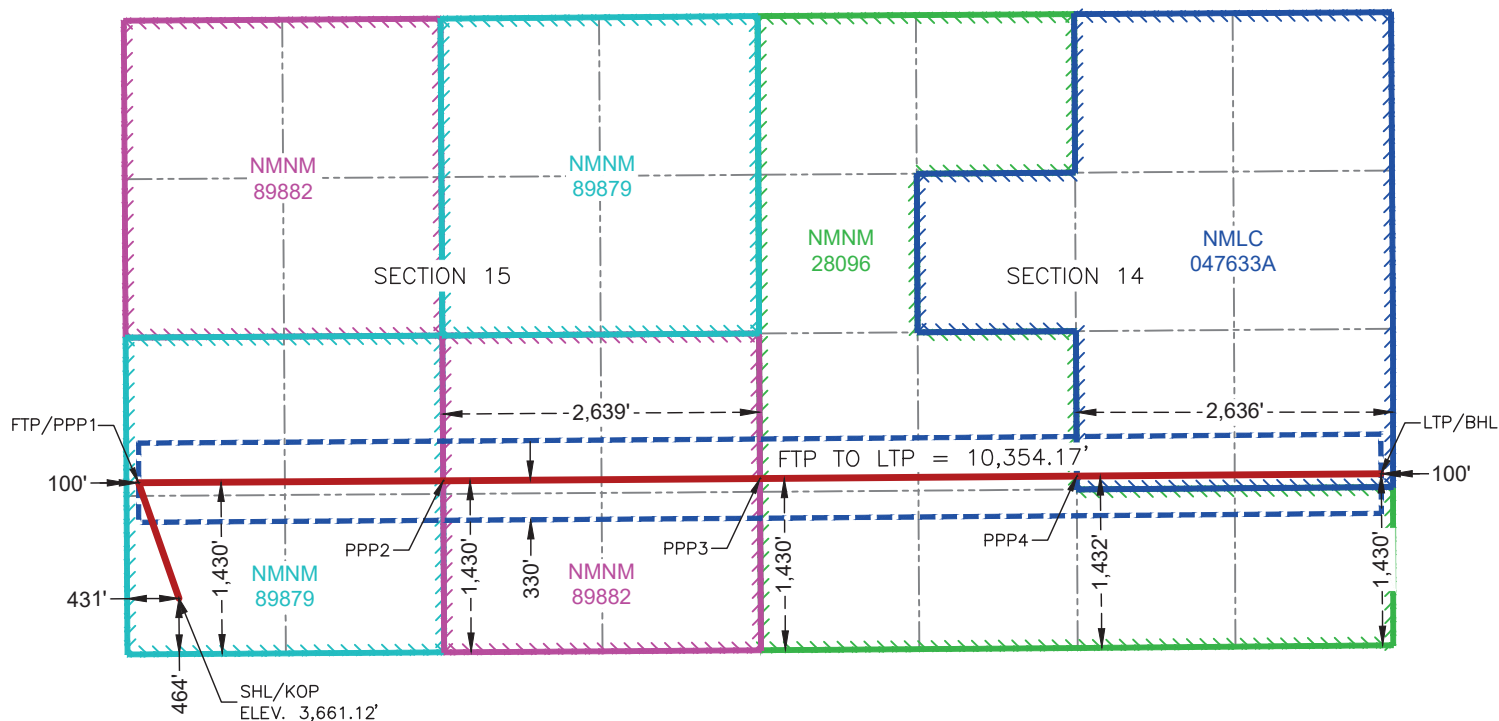 NMNM
89882
NMNM
89879
NMNM
28096
NMLC
047633A
SECTION 15
SECTION 14
2,639'
2,636'
FTP/PPP1
LTP/BHL
FTP TO LTP = 10,354.17'
100'
100'
PPP2
PPP3
PPP4
1,430'
1,430'
330'
1,430'
1,432'
1,430'
NMNM
89879
NMNM
89882
431'
464'
SHL/KOP
ELEV. 3,661.12'